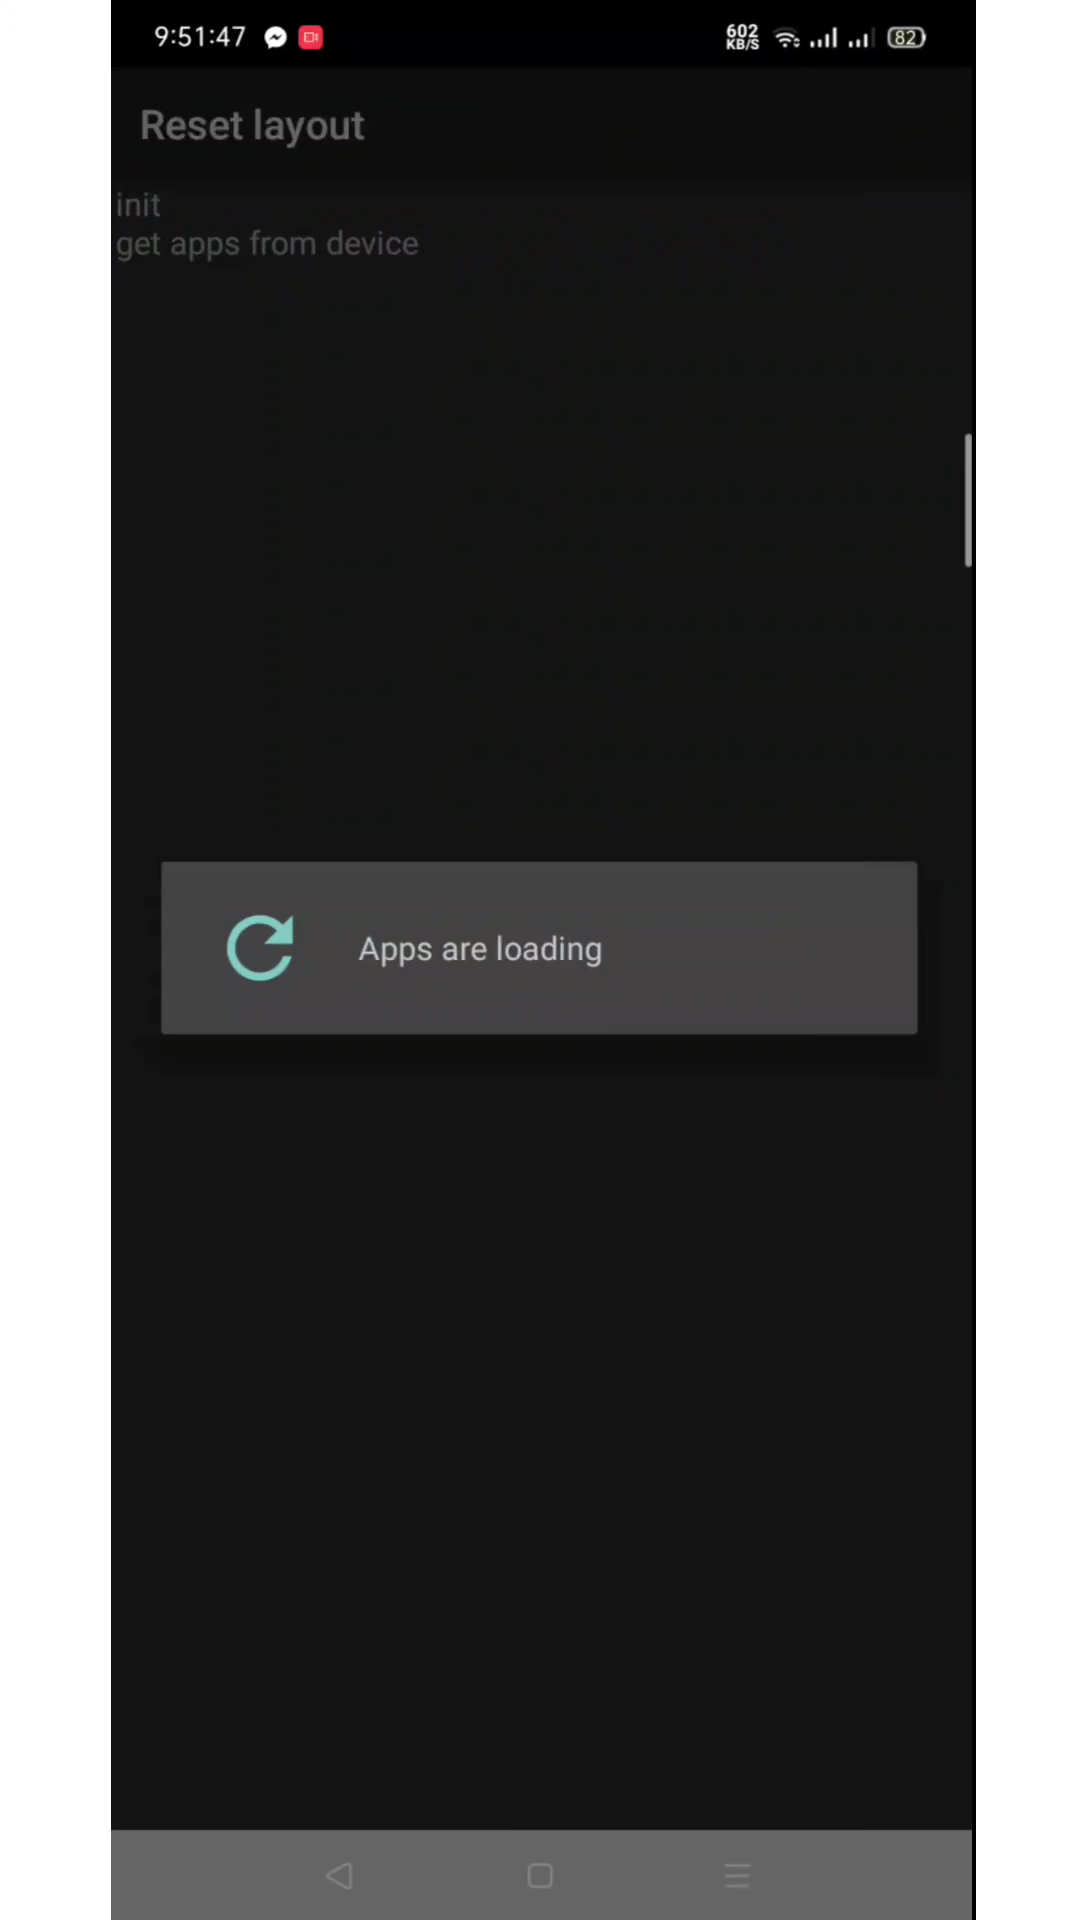 9:51:47
602
KB/S
82
Reset layout
init
get apps from device
Apps are loading